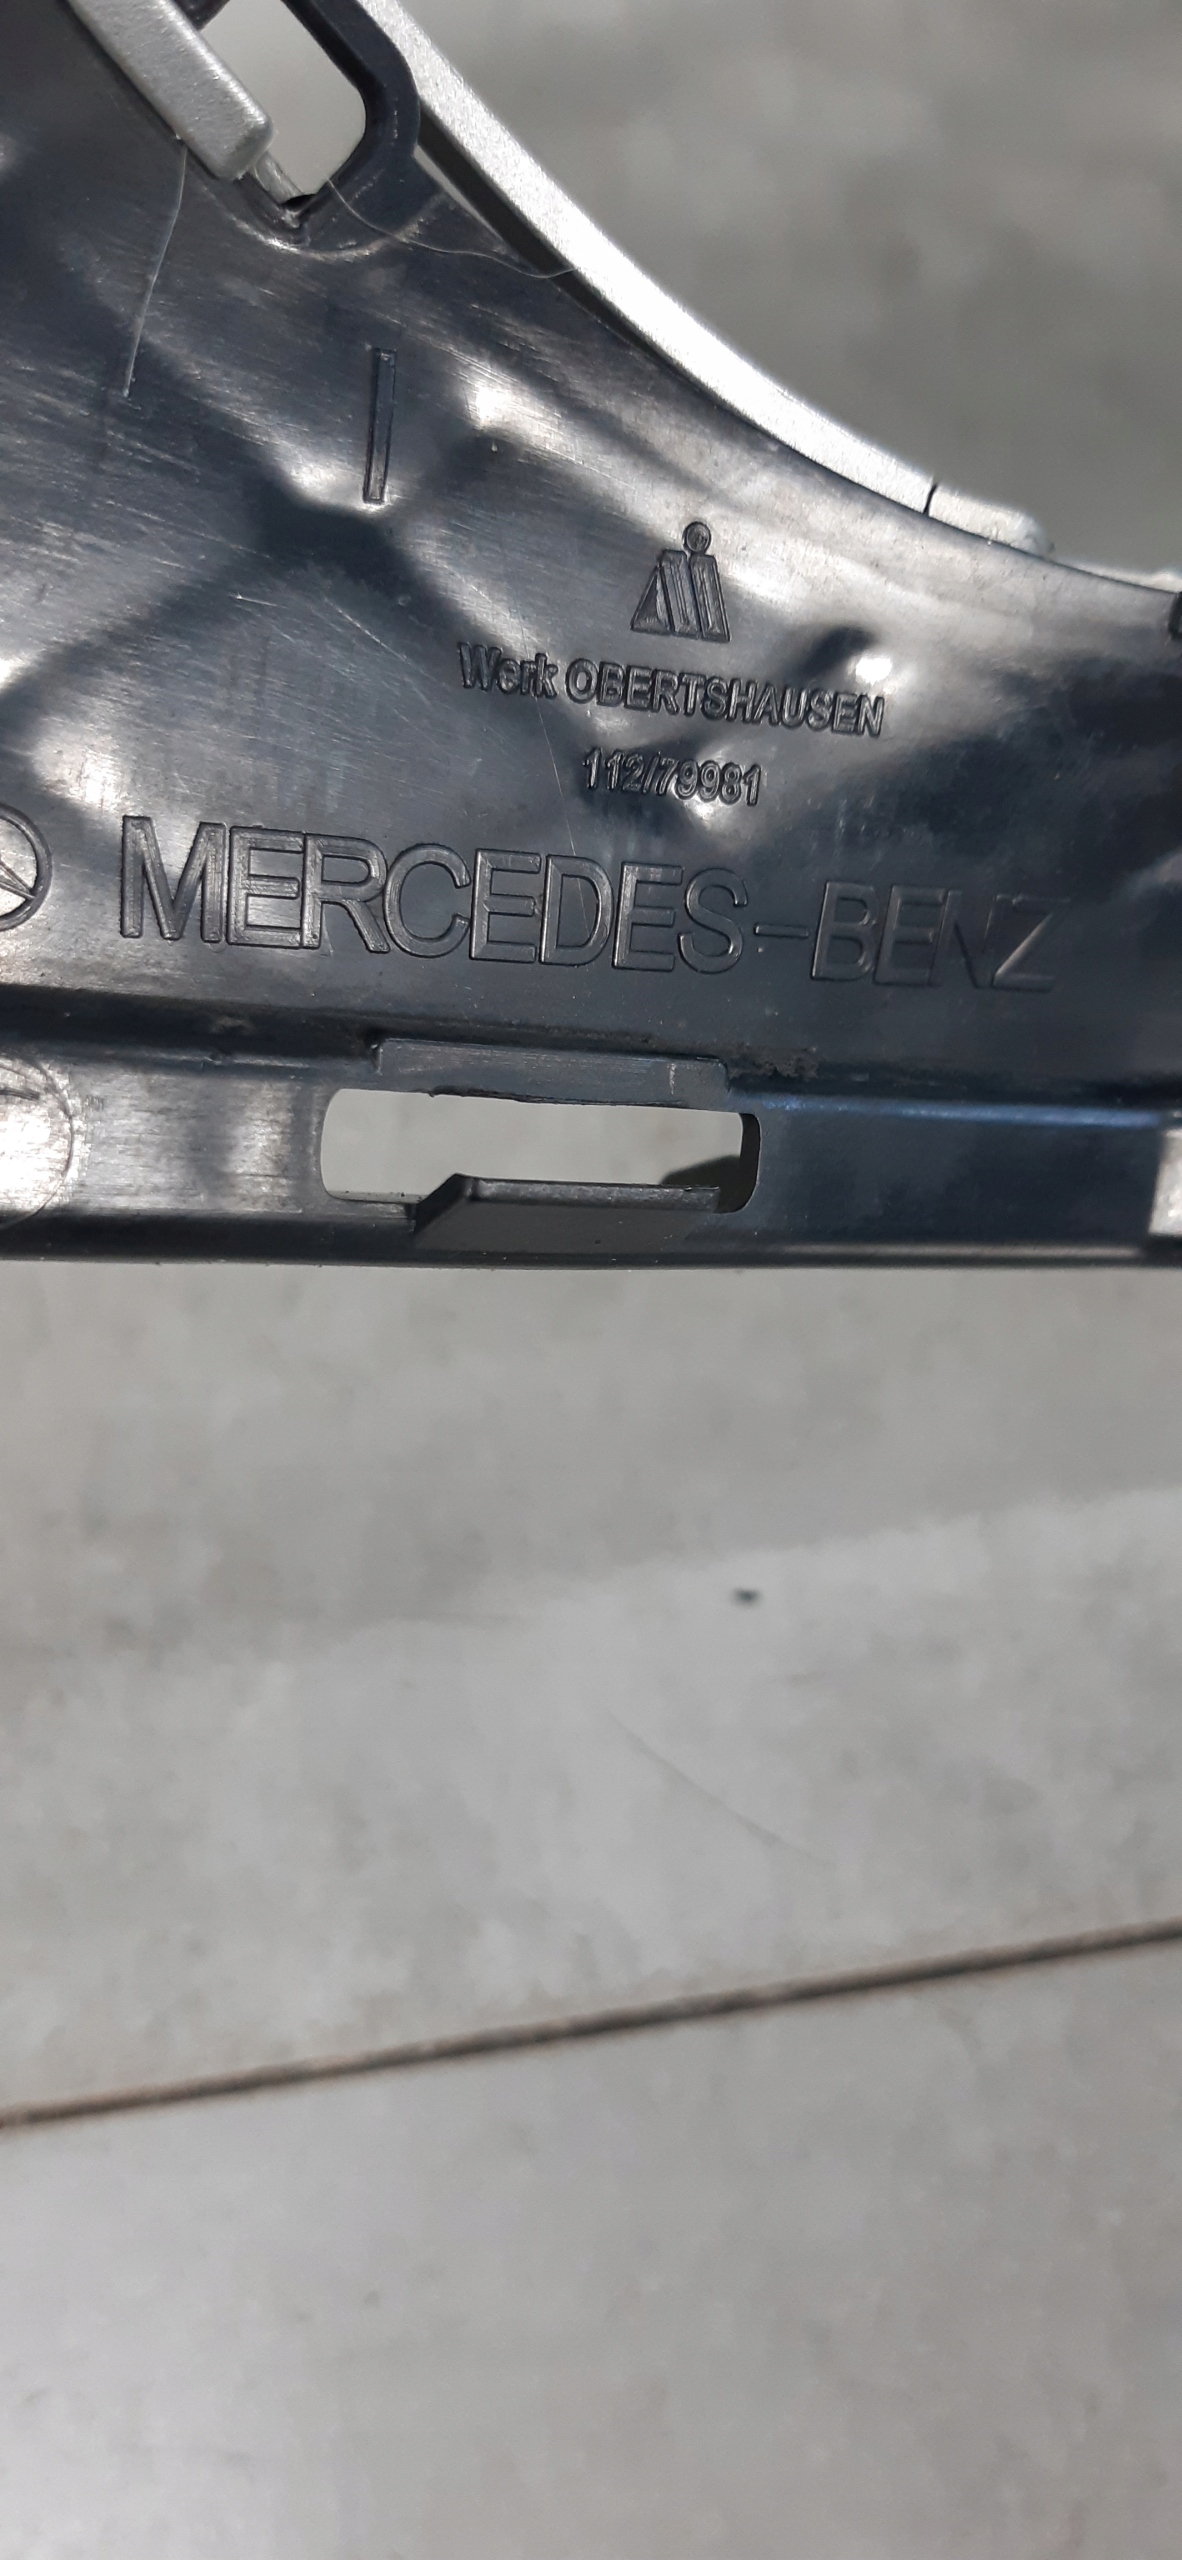 Werk OBERTSHAUSEN
112/79981
MERCEDES-BENZ